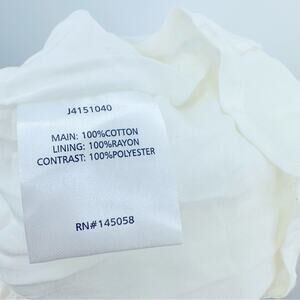 J4151040
MAIN: 100%COTTON
LINING: 100%RAYON
CONTRAST: 100%POLYESTER
RN#145058